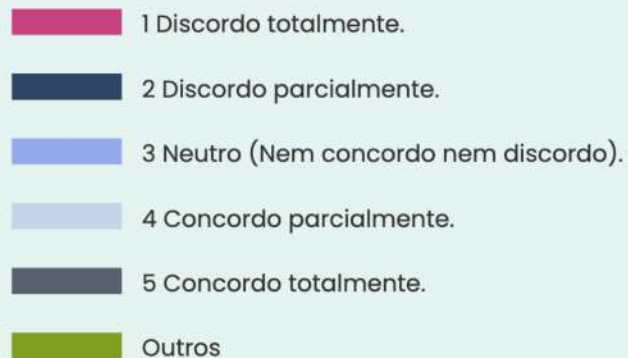 1 Discordo totalmente.
2 Discordo parcialmente.
3 Neutro (Nem concordo nem discordo).
4 Concordo parcialmente.
5 Concordo totalmente.
Outros